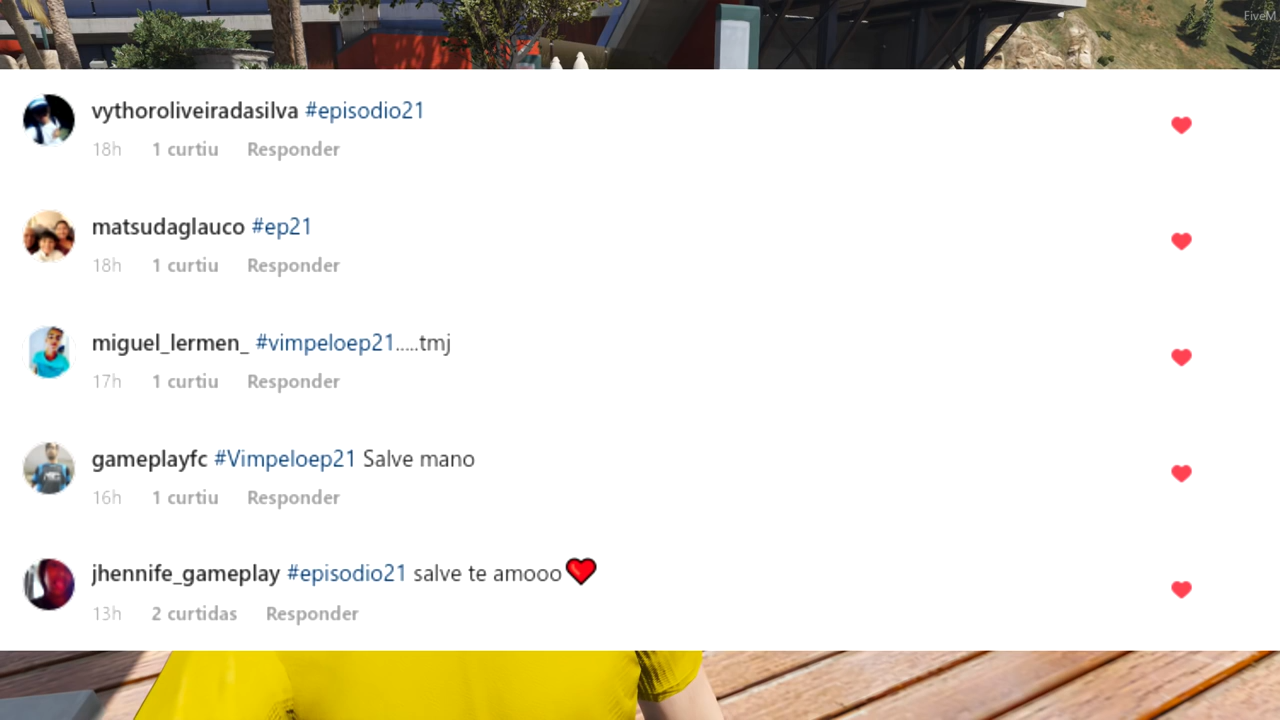 FiveM
vythoroliveiradasilva #episodio21
18h 1 curtiu Responder
matsudaglauco #ep21
18h 1 curtiu Responder
miguel_lermen_ #vimpeloep21.....tmj
17h 1 curtiu Responder
gameplayfc #Vimpeloep21 Salve mano
16h 1 curtiu Responder
jhennife_gameplay #episodio21 salve te amooo❤
13h 2 curtidas Responder